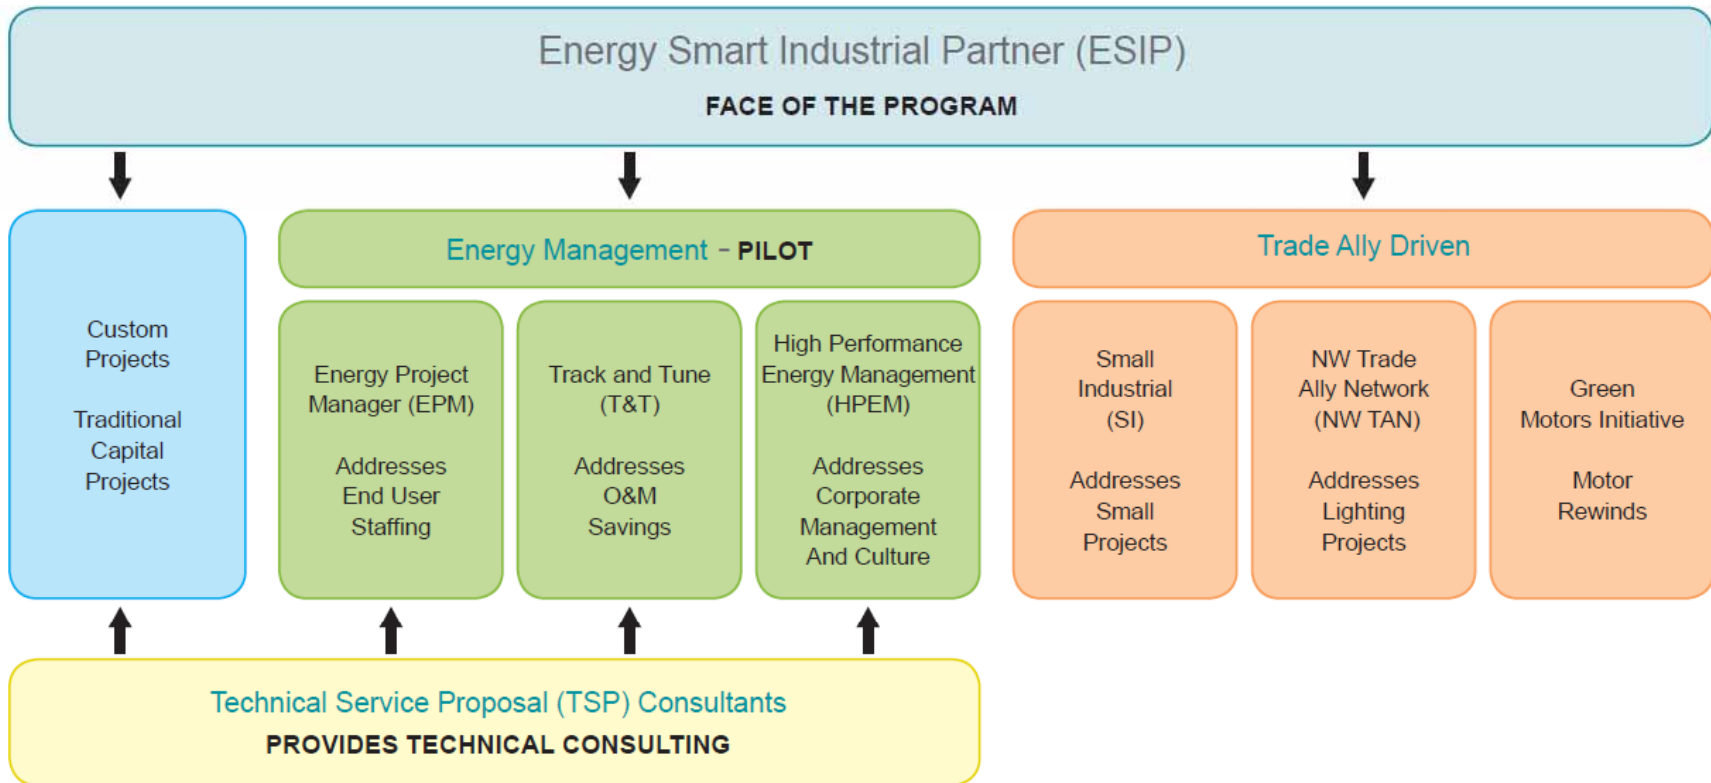 Energy Smart Industrial Partner (ESIP)
FACE OF THE PROGRAM
Custom
Projects
Traditional
Capital
Projects
Energy Management - PILOT
Energy Project
Manager (EPM)
Addresses
End User
Staffing
Track and Tune
(T&T)
Addresses
O&M
Savings
High Performance
Energy Management
(HPEM)
Addresses
Corporate
Management
And Culture
Trade Ally Driven
Small
Industrial
(SI)
Addresses
Small
Projects
NW Trade
Ally Network
(NW TAN)
Addresses
Lighting
Projects
Green
Motors Initiative
Motor
Rewinds
Technical Service Proposal (TSP) Consultants
PROVIDES TECHNICAL CONSULTING